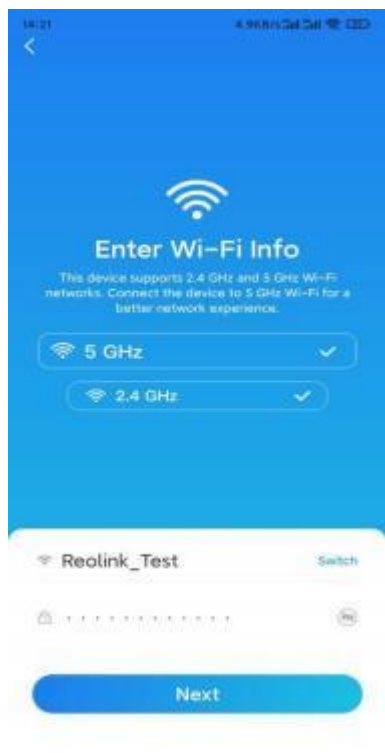 14:21
Enter Wi-Fi Info
This device supports 2.4 GHz and 5 GHz Wi-Fi
networks. Connect the device to 5 GHz Wi-Fi for a
better network experience.
5 GHz
2.4 GHz
Reolink_Test Switch
Next